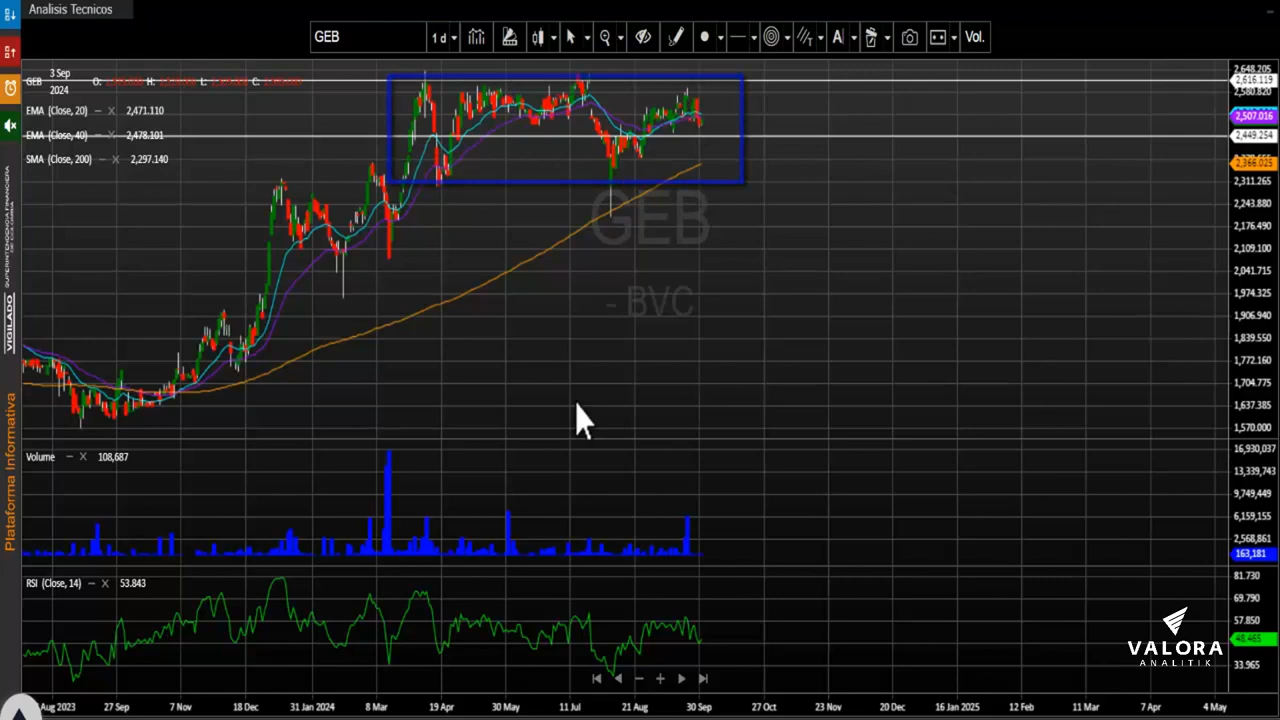 Analisis Tecnicos
GEB
1 d
A
Vol.
GEB
3 Sep
2024
O:
H:
L:
C:
EMA (Close, 20) − X 2,471.110
EMA (Close, 40) − X 2,478.101
SMA (Close, 200) − X 2,297.140
GEB
- BVC
2,648.205
2,616.119
2,580.820
2,507.016
2,449.254
2,366.025
2,311.265
2,243.880
2,176.490
2,109.100
2,041.715
1,974.325
1,906.940
1,839.550
1,772.160
1,704.775
1,637.385
1,570.000
Volume − X 108,687
16,930,037
13,339,743
9,749,449
6,159,155
2,568,861
163,181
RSI (Close, 14) − X 53.843
81.730
69.790
57.850
48.465
33.965
VALORA
ANALITIK
Aug 2023
27 Sep
7 Nov
18 Dec
31 Jan 2024
8 Mar
19 Apr
30 May
11 Jul
21 Aug
30 Sep
27 Oct
23 Nov
20 Dec
16 Jan 2025
12 Feb
11 Mar
7 Apr
4 May
SUPERINTENDENCIA FINANCIERA
DE COLOMBIA
VIGILADO
Plataforma Informativa